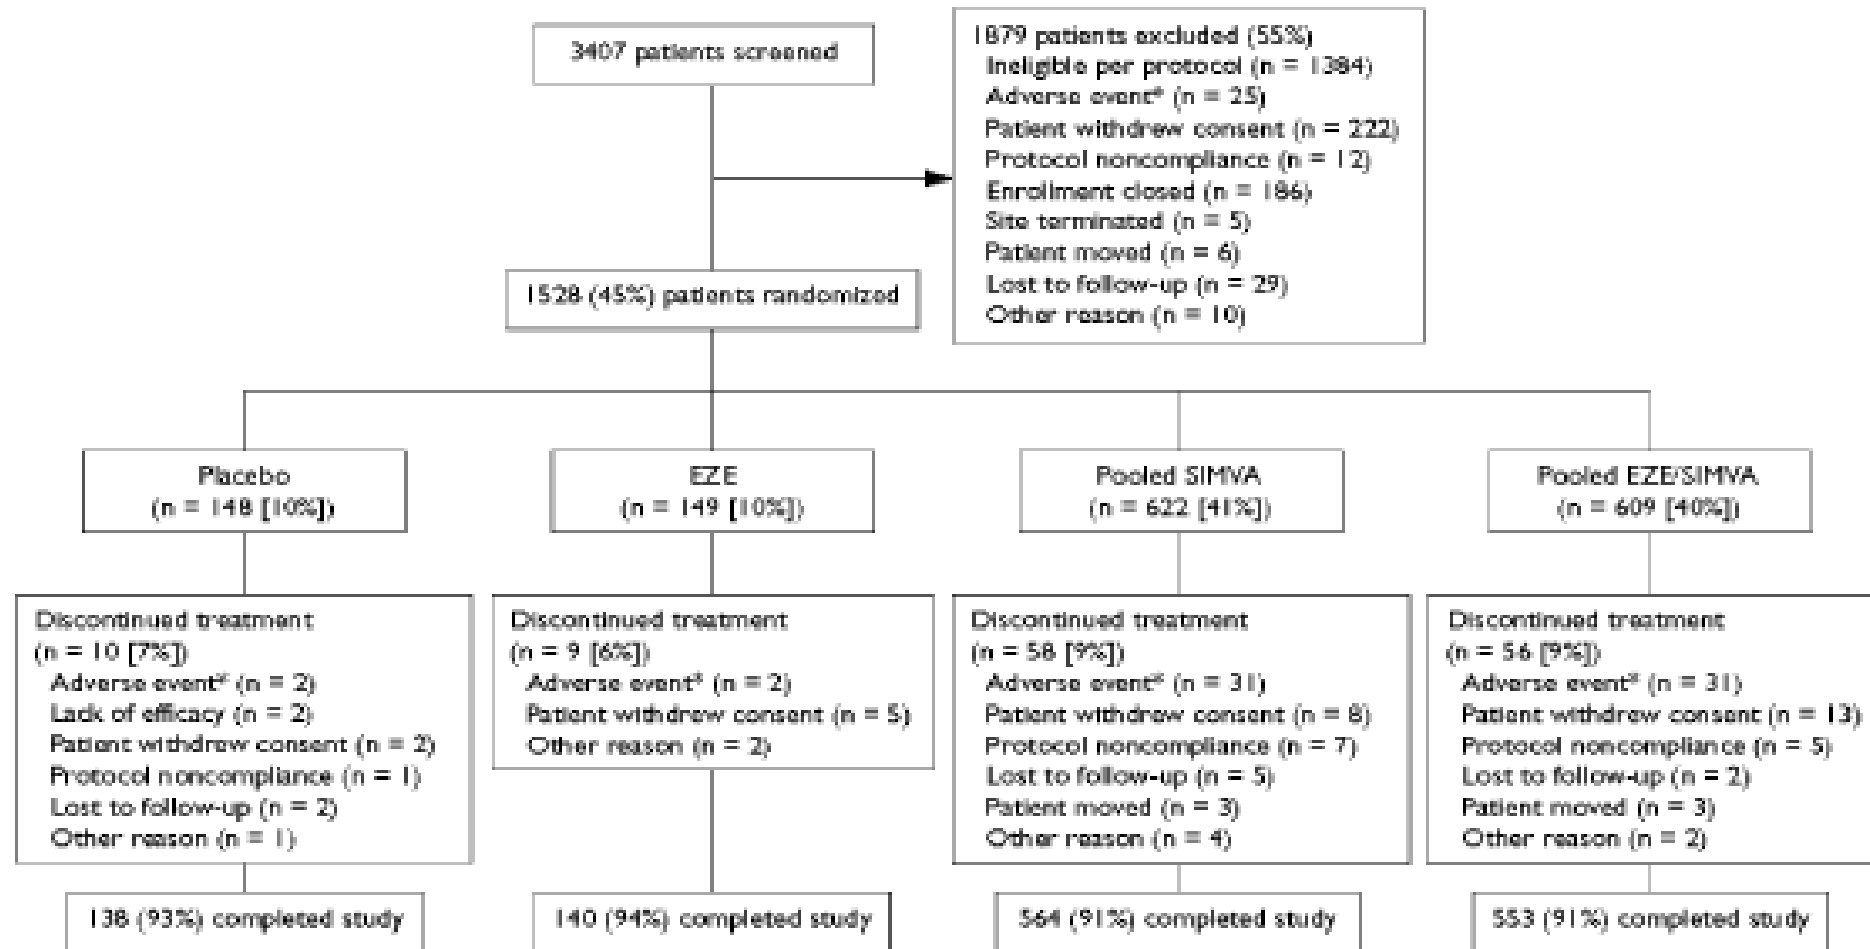 3407 patients screened
1879 patients excluded (55%)
Ineligible per protocol (n = 1384)
Adverse event* (n = 25)
Patient withdrew consent (n = 222)
Protocol noncompliance (n = 12)
Enrollment closed (n = 186)
Site terminated (n = 5)
Patient moved (n = 6)
Lost to follow-up (n = 29)
Other reason (n = 10)
1528 (45%) patients randomized
Placebo
(n = 148 [10%])
EZE
(n = 149 [10%])
Pooled SIMVA
(n = 622 [41%])
Pooled EZE/SIMVA
(n = 609 [40%])
Discontinued treatment
(n = 10 [7%])
Adverse event* (n = 2)
Lack of efficacy (n = 2)
Patient withdrew consent (n = 2)
Protocol noncompliance (n = 1)
Lost to follow-up (n = 2)
Other reason (n = 1)
Discontinued treatment
(n = 9 [6%])
Adverse event* (n = 2)
Patient withdrew consent (n = 5)
Other reason (n = 2)
Discontinued treatment
(n = 58 [9%])
Adverse event* (n = 31)
Patient withdrew consent (n = 8)
Protocol noncompliance (n = 7)
Lost to follow-up (n = 5)
Patient moved (n = 3)
Other reason (n = 4)
Discontinued treatment
(n = 56 [9%])
Adverse event* (n = 31)
Patient withdrew consent (n = 13)
Protocol noncompliance (n = 5)
Lost to follow-up (n = 2)
Patient moved (n = 3)
Other reason (n = 2)
138 (93%) completed study
140 (94%) completed study
564 (91%) completed study
553 (91%) completed study